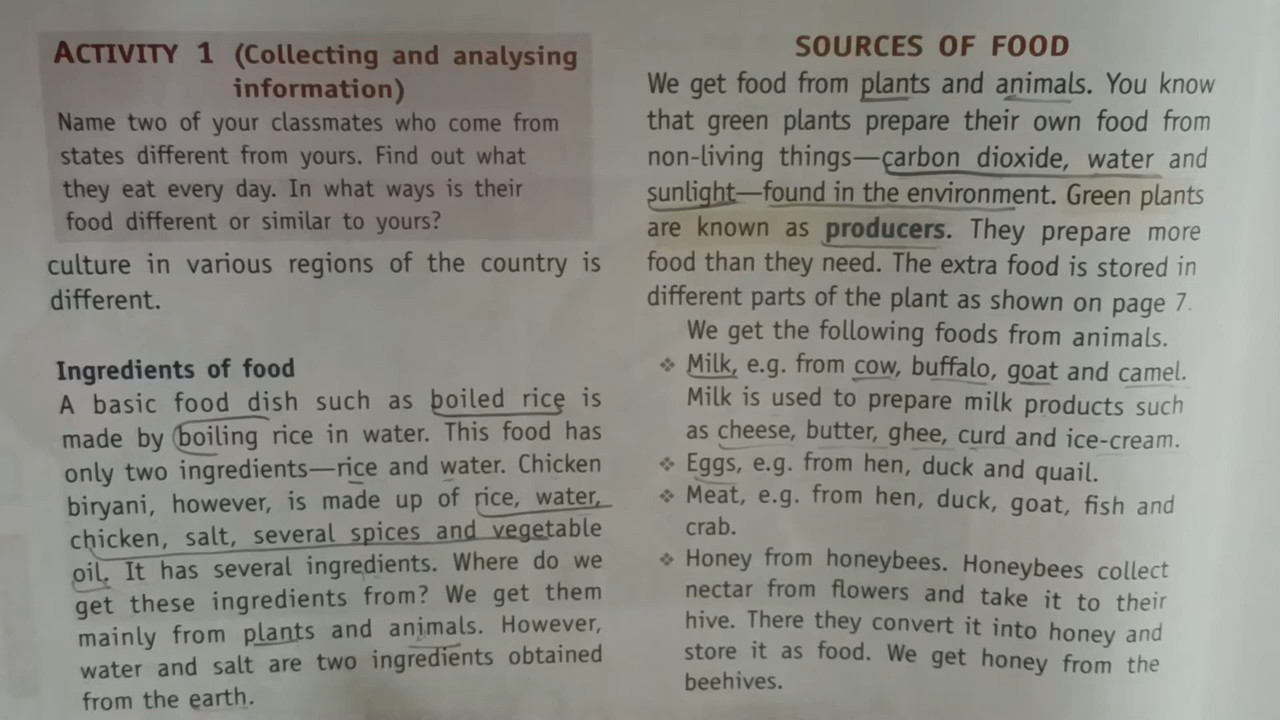 ACTIVITY 1 (Collecting and analysing
information)
Name two of your classmates who come from
states different from yours. Find out what
they eat every day. In what ways is their
food different or similar to yours?
culture in various regions of the country is
different.
Ingredients of food
A basic food dish such as boiled rice is
made by boiling rice in water. This food has
only two ingredients—rice and water. Chicken
biryani, however, is made up of rice, water,
chicken, salt, several spices and vegetable
oil. It has several ingredients. Where do we
get these ingredients from? We get them
mainly from plants and animals. However,
water and salt are two ingredients obtained
from the earth.
SOURCES OF FOOD
We get food from plants and animals. You know
that green plants prepare their own food from
non-living things—carbon dioxide, water and
sunlight—found in the environment. Green plants
are known as producers. They prepare more
food than they need. The extra food is stored in
different parts of the plant as shown on page 7.
We get the following foods from animals.
❖ Milk, e.g. from cow, buffalo, goat and camel.
Milk is used to prepare milk products such
as cheese, butter, ghee, curd and ice-cream.
❖ Eggs, e.g. from hen, duck and quail.
❖ Meat, e.g. from hen, duck, goat, fish and
crab.
❖ Honey from honeybees. Honeybees collect
nectar from flowers and take it to their
hive. There they convert it into honey and
store it as food. We get honey from the
beehives.